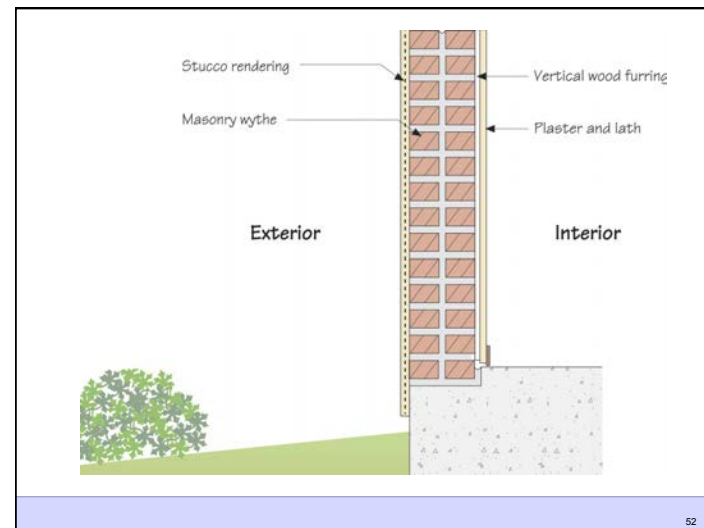 Stucco rendering
Vertical wood furring
Masonry wythe
Plaster and lath
Exterior
Interior
52